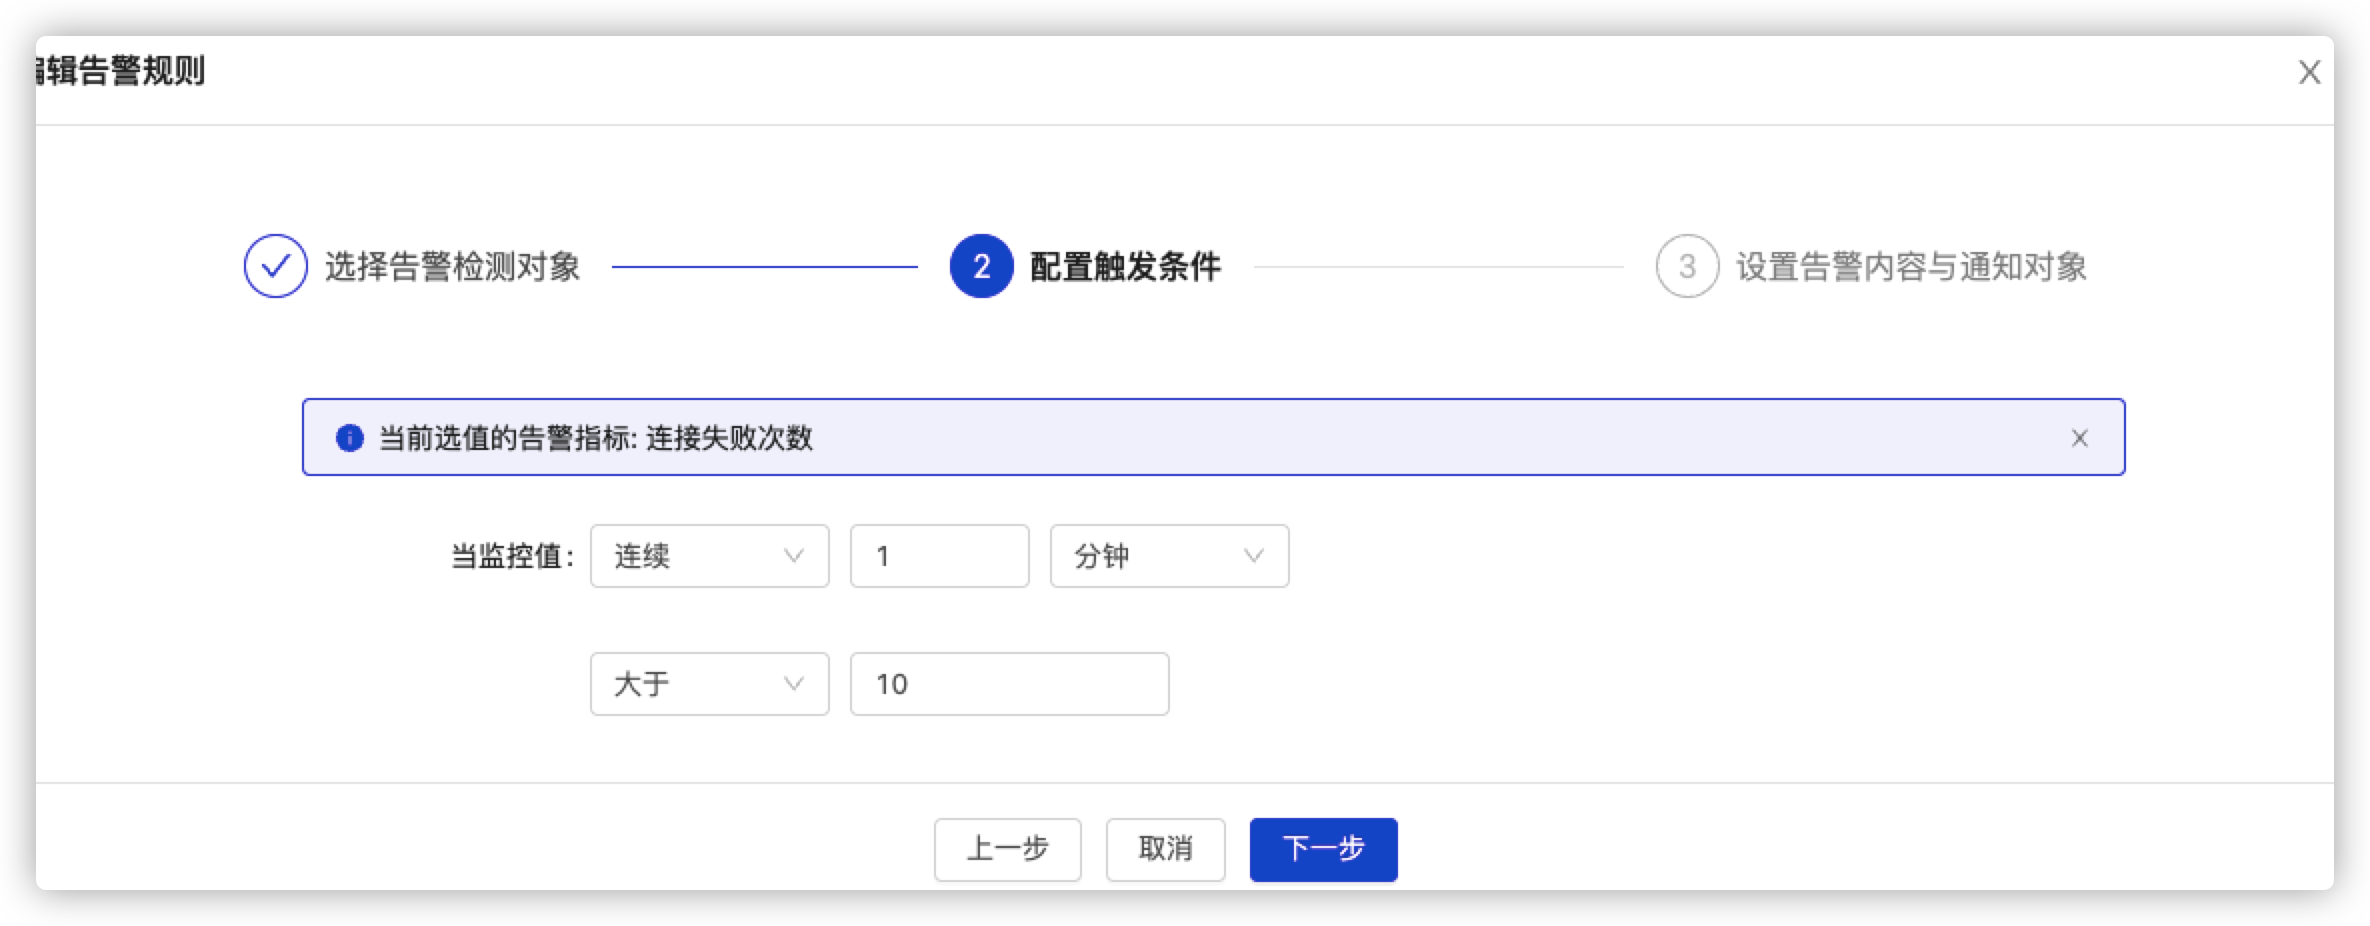 编辑告警规则
选择告警检测对象
2 配置触发条件
3 设置告警内容与通知对象
当前选值的告警指标: 连接失败次数
当监控值: 连续 1 分钟
大于 10
上一步 取消 下一步